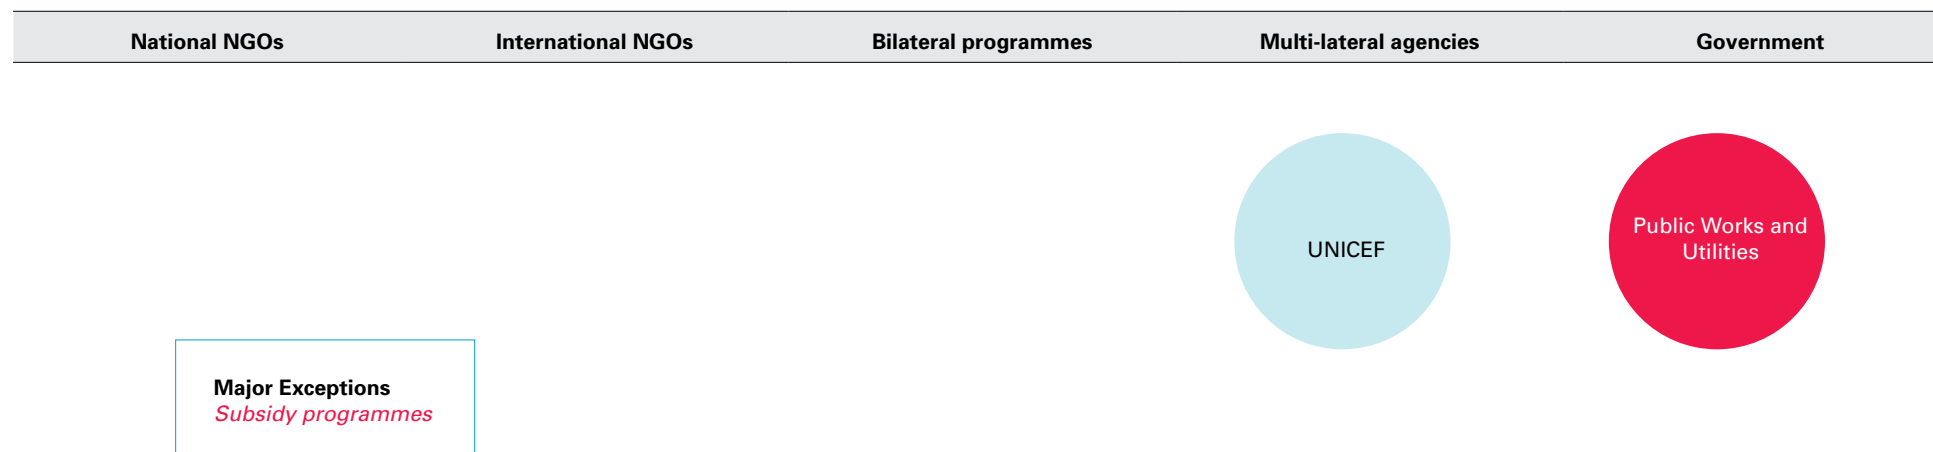 National NGOs International NGOs Bilateral programmes Multi-lateral agencies Government
Public Works and
Utilities
UNICEF
Major Exceptions
Subsidy programmes